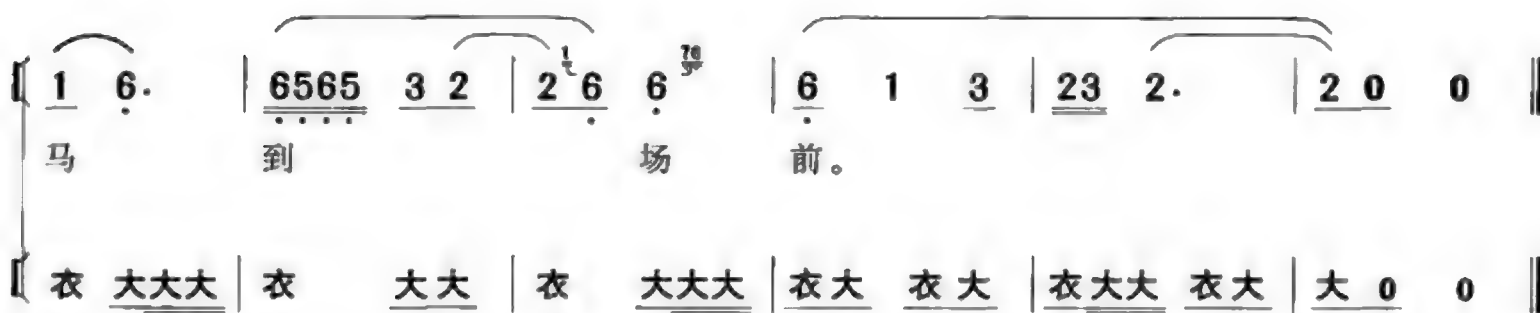 1 6. | 6565 3 2 | 2 6 6 | 6 1 3 | 23 2. | 2 0 0
马 到 场 前。
衣 大大大 | 衣 大大 | 衣 大大大 | 衣大 衣大 | 衣大大 衣大 | 大 0 0